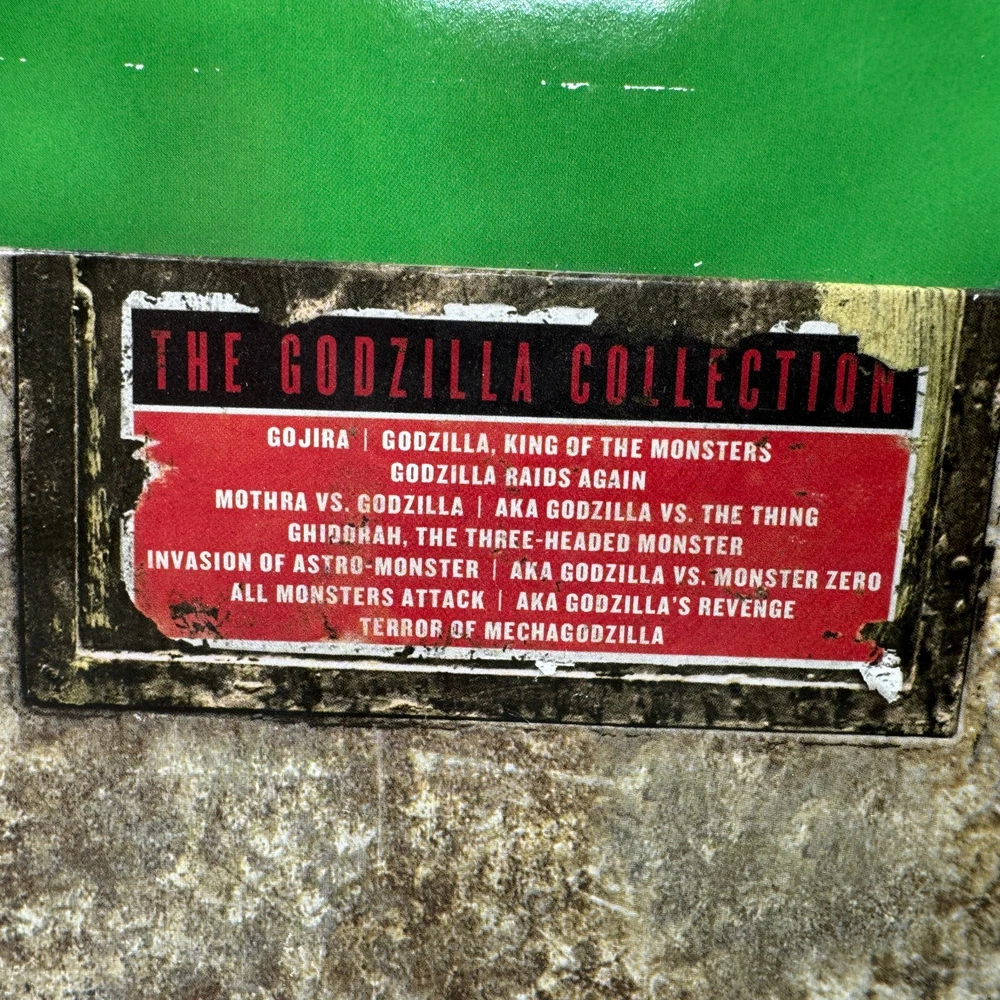 THE GODZILLA COLLECTION
GOJIRA | GODZILLA, KING OF THE MONSTERS
GODZILLA RAIDS AGAIN
MOTHRA VS. GODZILLA | AKA GODZILLA VS. THE THING
GHIDORAH, THE THREE-HEADED MONSTER
INVASION OF ASTRO-MONSTER | AKA GODZILLA VS. MONSTER ZERO
ALL MONSTERS ATTACK | AKA GODZILLA'S REVENGE
TERROR OF MECHAGODZILLA